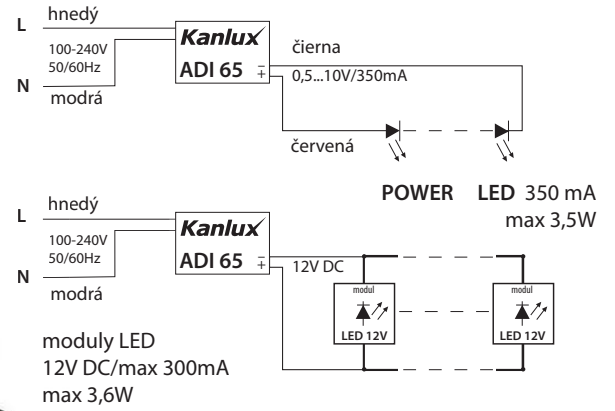 hnedý
L
100-240V
50/60Hz
N
modrá
Kanlux
ADI 65 - +
čierna
0,5...10V/350mA
červená
POWER LED 350 mA
max 3,5W
hnedý
L
100-240V
50/60Hz
N
modrá
Kanlux
ADI 65 - +
12V DC
modul
LED 12V
modul
LED 12V
moduly LED
12V DC/max 300mA
max 3,6W